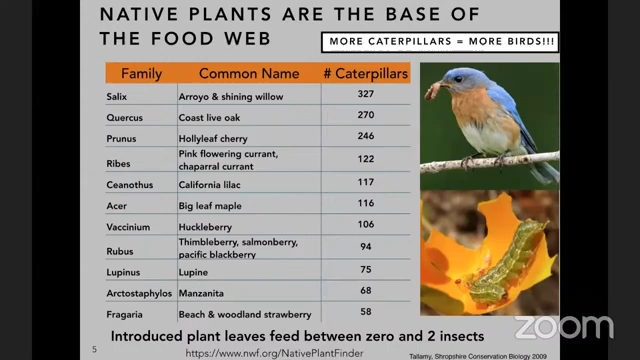 NATIVE PLANTS ARE THE BASE OF
THE FOOD WEB
MORE CATERPILLARS = MORE BIRDS!!!
Family Common Name # Caterpillars
Salix Arroyo & shining willow 327
Quercus Coast live oak 270
Prunus Hollyleaf cherry 246
Ribes Pink flowering currant, chaparral currant 122
Ceanothus California lilac 117
Acer Big leaf maple 116
Vaccinium Huckleberry 106
Rubus Thimbleberry, salmonberry, pacific blackberry 94
Lupinus Lupine 75
Arctostaphylos Manzanita 68
Fragaria Beach & woodland strawberry 58
Introduced plant leaves feed between zero and 2 insects
5 https://www.nwf.org/NativePlantFinder
Tallamy, Shropshire Conservation Biology 2009
zoom